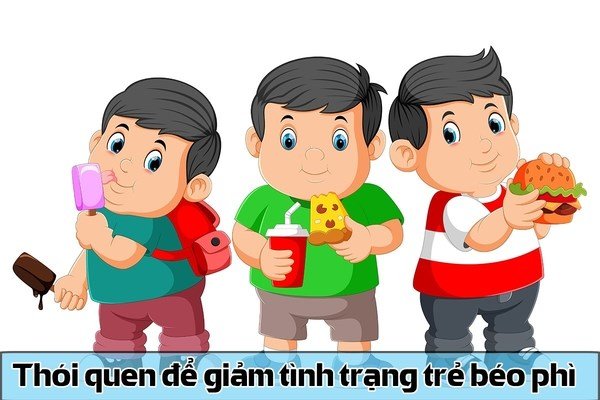 Thói quen để giảm tình trạng trẻ béo phì